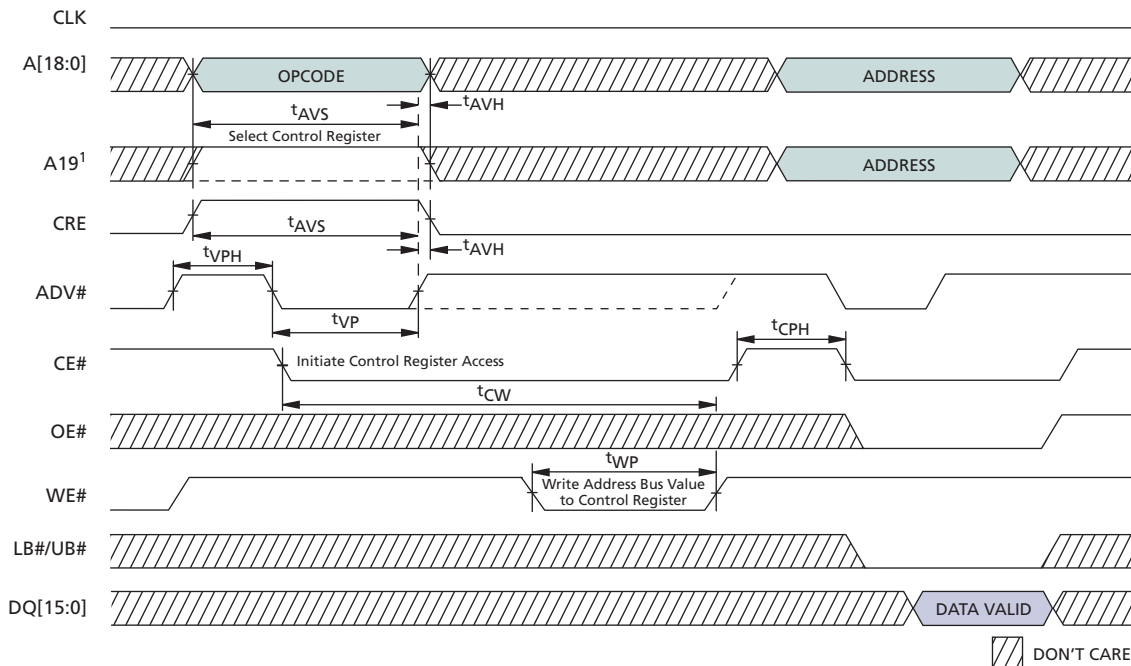 CLK
A[18:0]
OPCODE
ADDRESS
tAVS
tAVH
Select Control Register
A19¹
ADDRESS
CRE
tAVS
tAVH
tVPH
ADV#
tVP
tCPH
CE#
Initiate Control Register Access
tCW
OE#
tWP
WE#
Write Address Bus Value
to Control Register
LB#/UB#
DQ[15:0]
DATA VALID
DON'T CARE